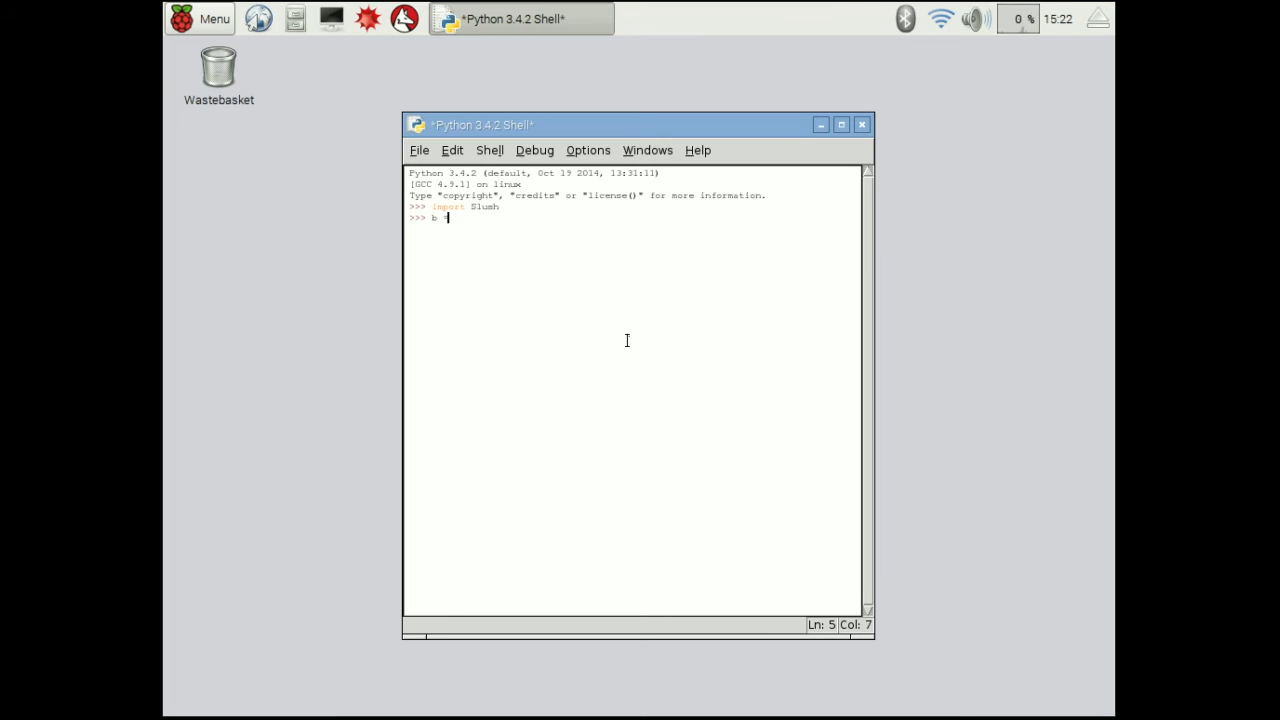 Menu
*Python 3.4.2 Shell*
0 %
15:22
Wastebasket
*Python 3.4.2 Shell*
File Edit Shell Debug Options Windows Help
Python 3.4.2 (default, Oct 19 2014, 13:31:11)
[GCC 4.9.1] on linux
Type "copyright", "credits" or "license()" for more information.
>>> import Slush
>>> b =
Ln: 5 Col: 7